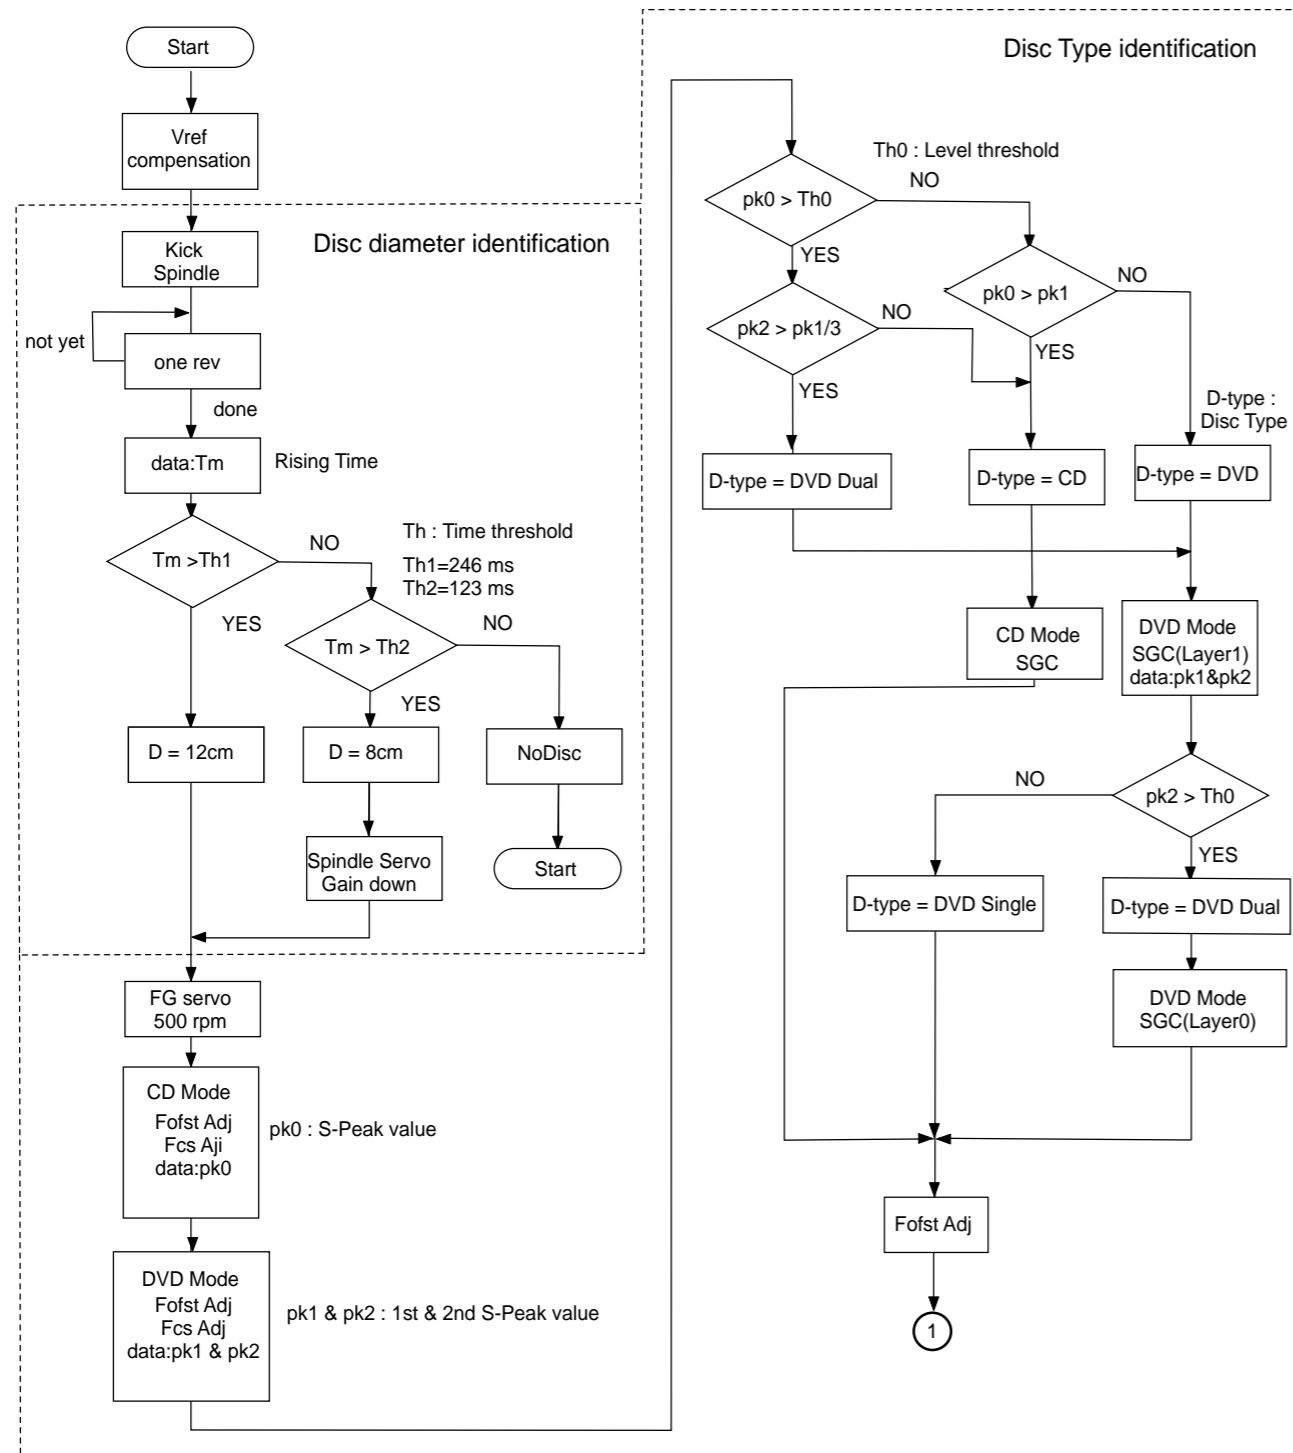 Start
Vref
compensation
Disc diameter identification
Kick
Spindle
not yet
one rev
done
data:Tm
Rising Time
Tm >Th1
NO
Th : Time threshold
Th1=246 ms
Th2=123 ms
YES
Tm > Th2
NO
YES
D = 12cm
D = 8cm
NoDisc
Spindle Servo
Gain down
Start
FG servo
500 rpm
CD Mode
Fofst Adj
Fcs Aji
data:pk0
pk0 : S-Peak value
DVD Mode
Fofst Adj
Fcs Adj
data:pk1 & pk2
pk1 & pk2 : 1st & 2nd S-Peak value
Disc Type identification
Th0 : Level threshold
pk0 > Th0
NO
YES
pk0 > pk1
NO
pk2 > pk1/3
NO
YES
YES
D-type :
Disc Type
D-type = DVD Dual
D-type = CD
D-type = DVD
CD Mode
SGC
DVD Mode
SGC(Layer1)
data:pk1&pk2
NO
pk2 > Th0
YES
D-type = DVD Single
D-type = DVD Dual
DVD Mode
SGC(Layer0)
Fofst Adj
1